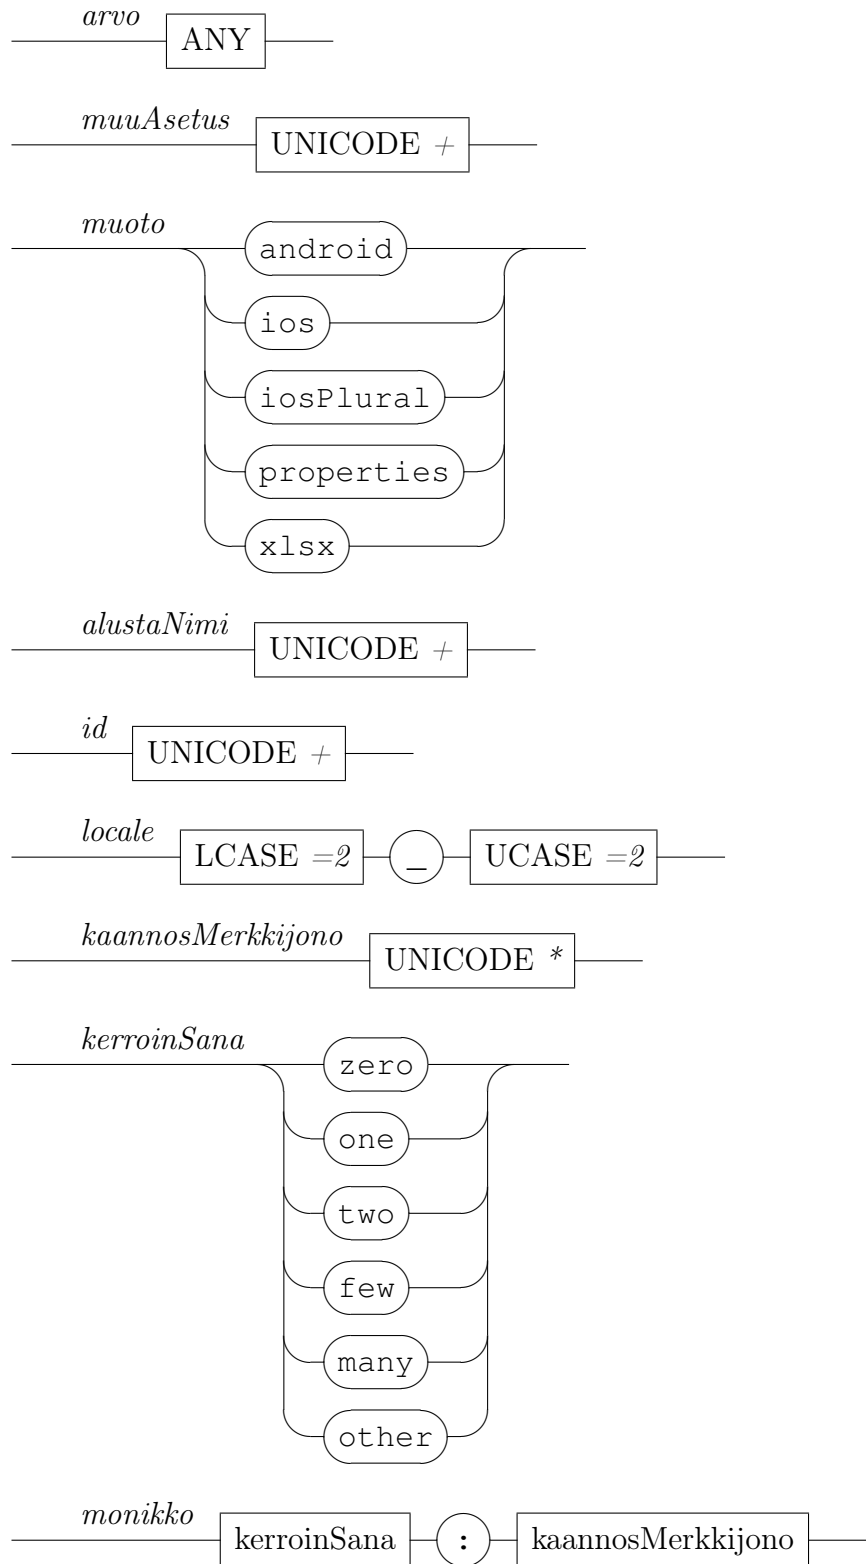 arvo
ANY
muuAsetus
UNICODE +
muoto
android
ios
iosPlural
properties
xlsx
alustaNimi
UNICODE +
id
UNICODE +
locale
LCASE =2 _ UCASE =2
kaannosMerkkijono
UNICODE *
kerroinSana
zero
one
two
few
many
other
monikko
kerroinSana : kaannosMerkkijono